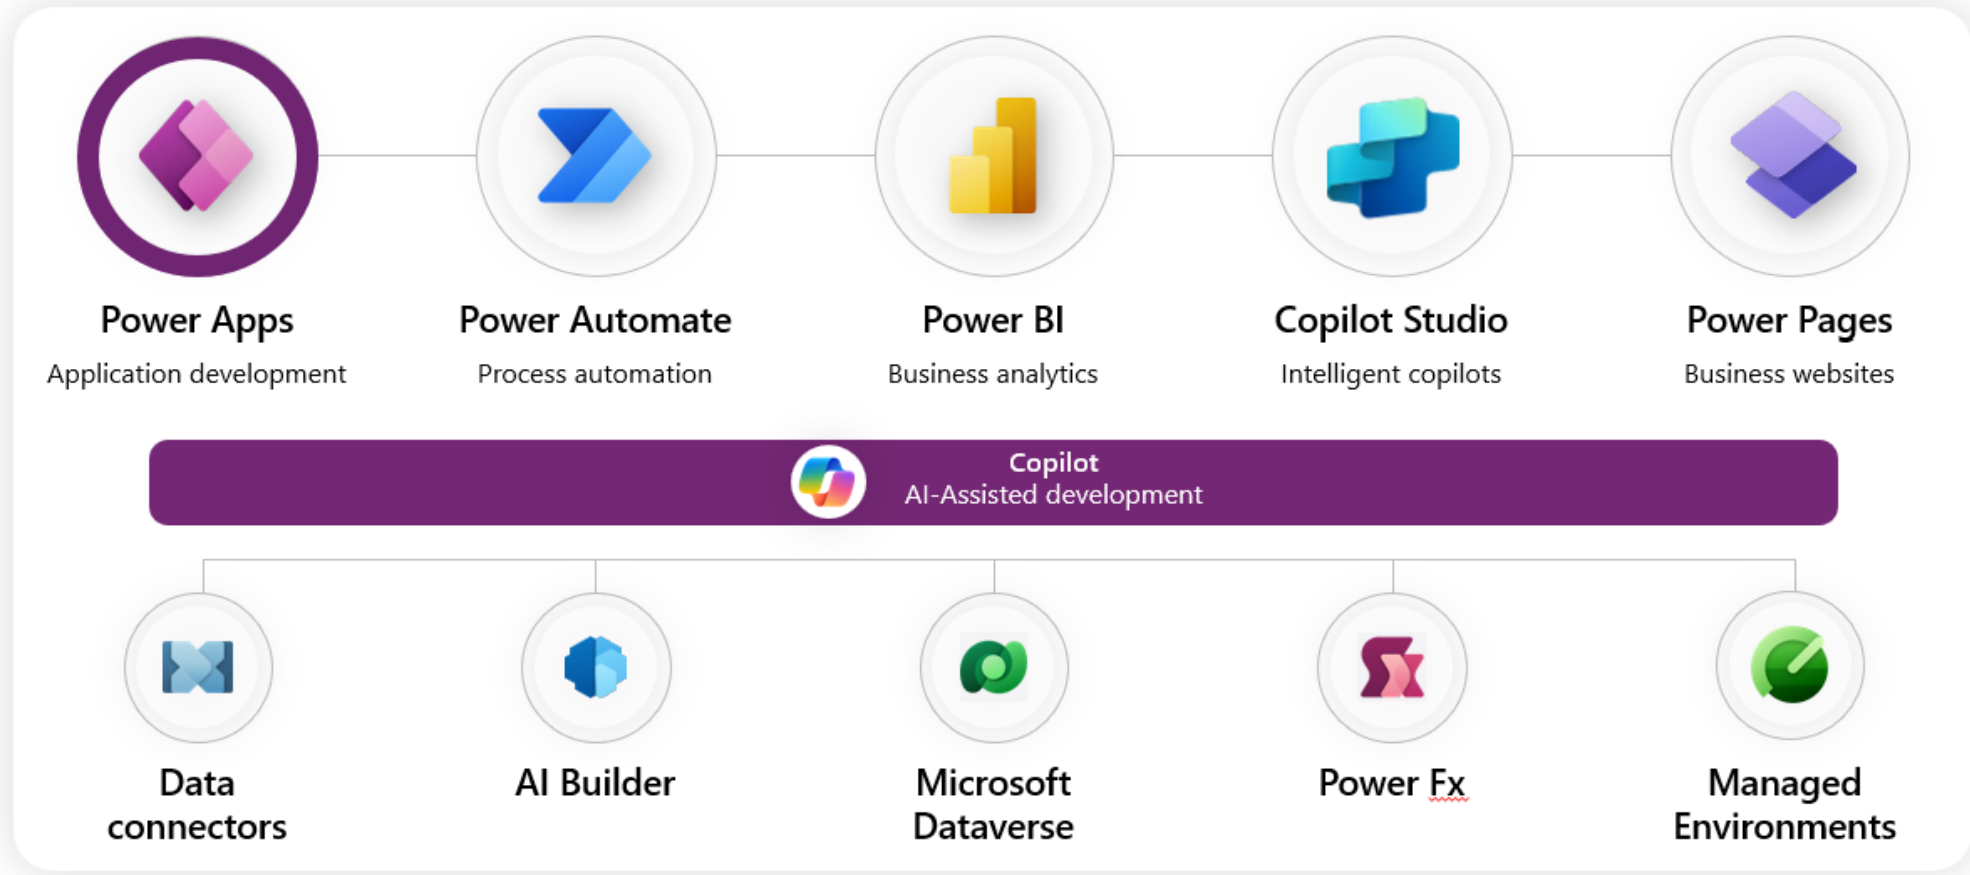 Power Apps
Application development
Power Automate
Process automation
Power BI
Business analytics
Copilot Studio
Intelligent copilots
Power Pages
Business websites
Copilot
AI-Assisted development
Data
connectors
AI Builder
Microsoft
Dataverse
Power Fx
Managed
Environments